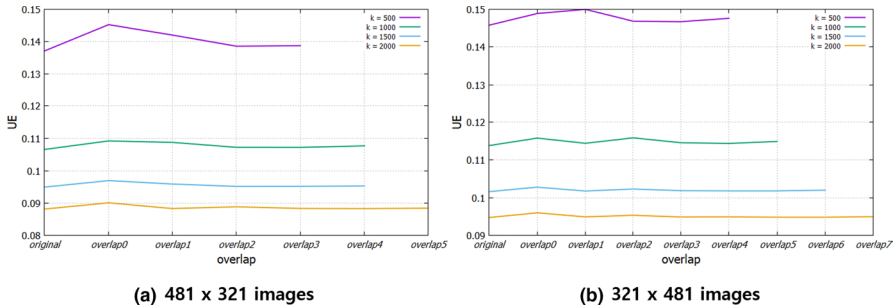 0.15
0.14
0.13
0.12
0.11
0.1
0.09
0.08
UE
k = 500
k = 1000
k = 1500
k = 2000
original overlap0 overlap1 overlap2 overlap3 overlap4 overlap5
overlap
(a) 481 x 321 images
0.15
0.14
0.13
0.12
0.11
0.1
0.09
UE
k = 500
k = 1000
k = 1500
k = 2000
original overlap0 overlap1 overlap2 overlap3 overlap4 overlap5 overlap6 overlap7
overlap
(b) 321 x 481 images